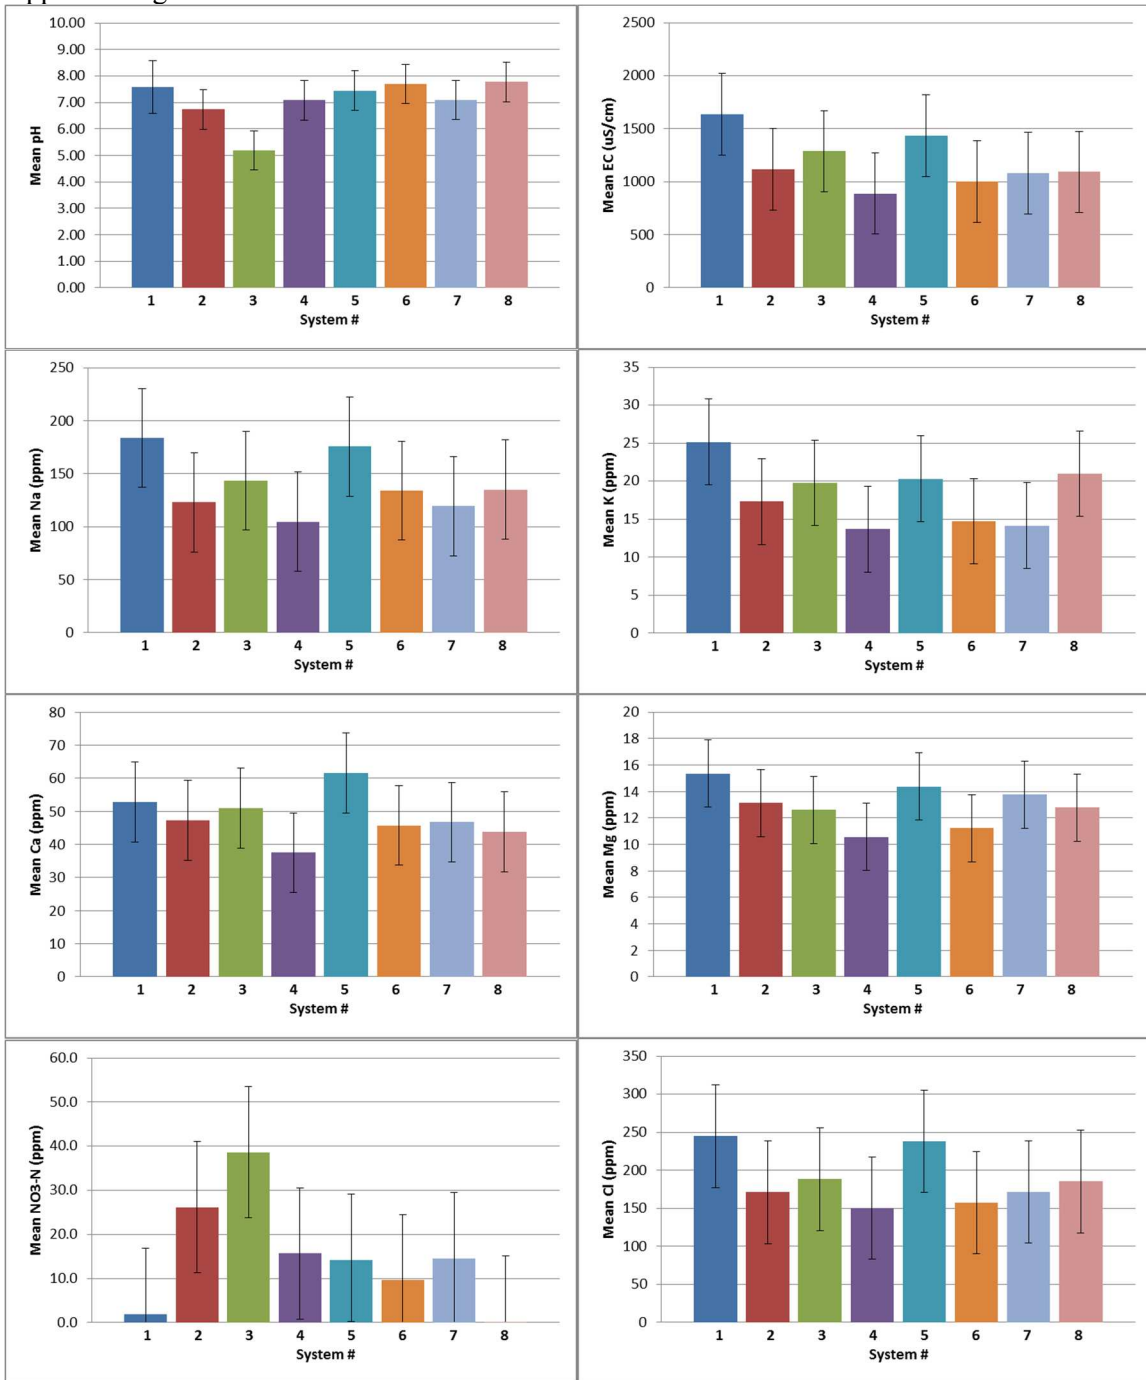 10.00
9.00
8.00
7.00
6.00
5.00
4.00
3.00
2.00
1.00
0.00
Mean pH
1 2 3 4 5 6 7 8
System #
2500
2000
1500
1000
500
0
Mean EC (uS/cm)
1 2 3 4 5 6 7 8
System #
250
200
150
100
50
0
Mean Na (ppm)
1 2 3 4 5 6 7 8
System #
35
30
25
20
15
10
5
0
Mean K (ppm)
1 2 3 4 5 6 7 8
System #
80
70
60
50
40
30
20
10
0
Mean Ca (ppm)
1 2 3 4 5 6 7 8
System #
20
18
16
14
12
10
8
6
4
2
0
Mean Mg (ppm)
1 2 3 4 5 6 7 8
System #
60.0
50.0
40.0
30.0
20.0
10.0
0.0
Mean NO3-N (ppm)
1 2 3 4 5 6 7 8
System #
350
300
250
200
150
100
50
0
Mean Cl (ppm)
1 2 3 4 5 6 7 8
System #